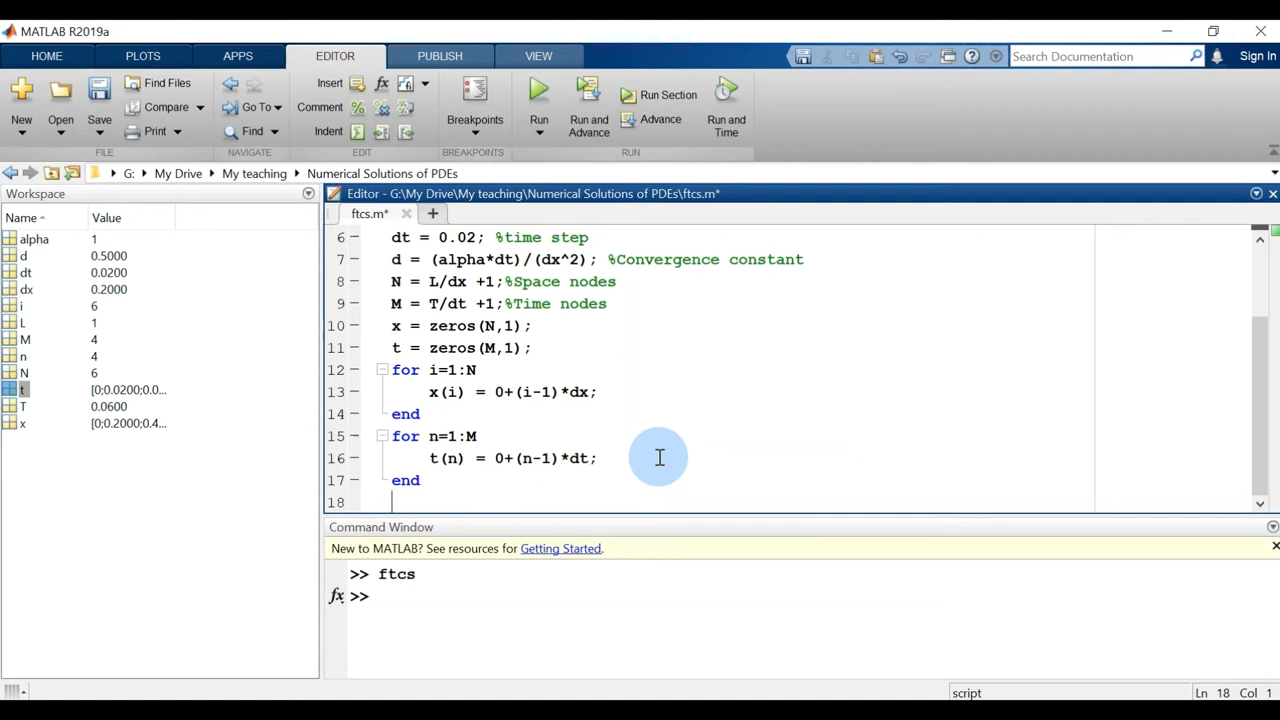 MATLAB R2019a
HOME PLOTS APPS EDITOR PUBLISH VIEW Search Documentation Sign In
New Open Save Find Files Compare Print Go To Find Insert fx Comment % Indent Breakpoints Run Run and Advance Run Section Advance Run and Time
FILE NAVIGATE EDIT BREAKPOINTS RUN
G: My Drive My teaching Numerical Solutions of PDEs
Workspace
Name Value
alpha 1
d 0.5000
dt 0.0200
dx 0.2000
i 6
L 1
M 4
n 4
N 6
t [0;0.0200;0.0...
T 0.0600
x [0;0.2000;0.4...
Editor - G:\My Drive\My teaching\Numerical Solutions of PDEs\ftcs.m*
ftcs.m*
6 dt = 0.02; %time step
7 d = (alpha*dt)/(dx^2); %Convergence constant
8 N = L/dx +1;%Space nodes
9 M = T/dt +1;%Time nodes
10 x = zeros(N,1);
11 t = zeros(M,1);
12 for i=1:N
13 x(i) = 0+(i-1)*dx;
14 end
15 for n=1:M
16 t(n) = 0+(n-1)*dt;
17 end
18
Command Window
New to MATLAB? See resources for Getting Started.
>> ftcs
fx >>
script Ln 18 Col 1